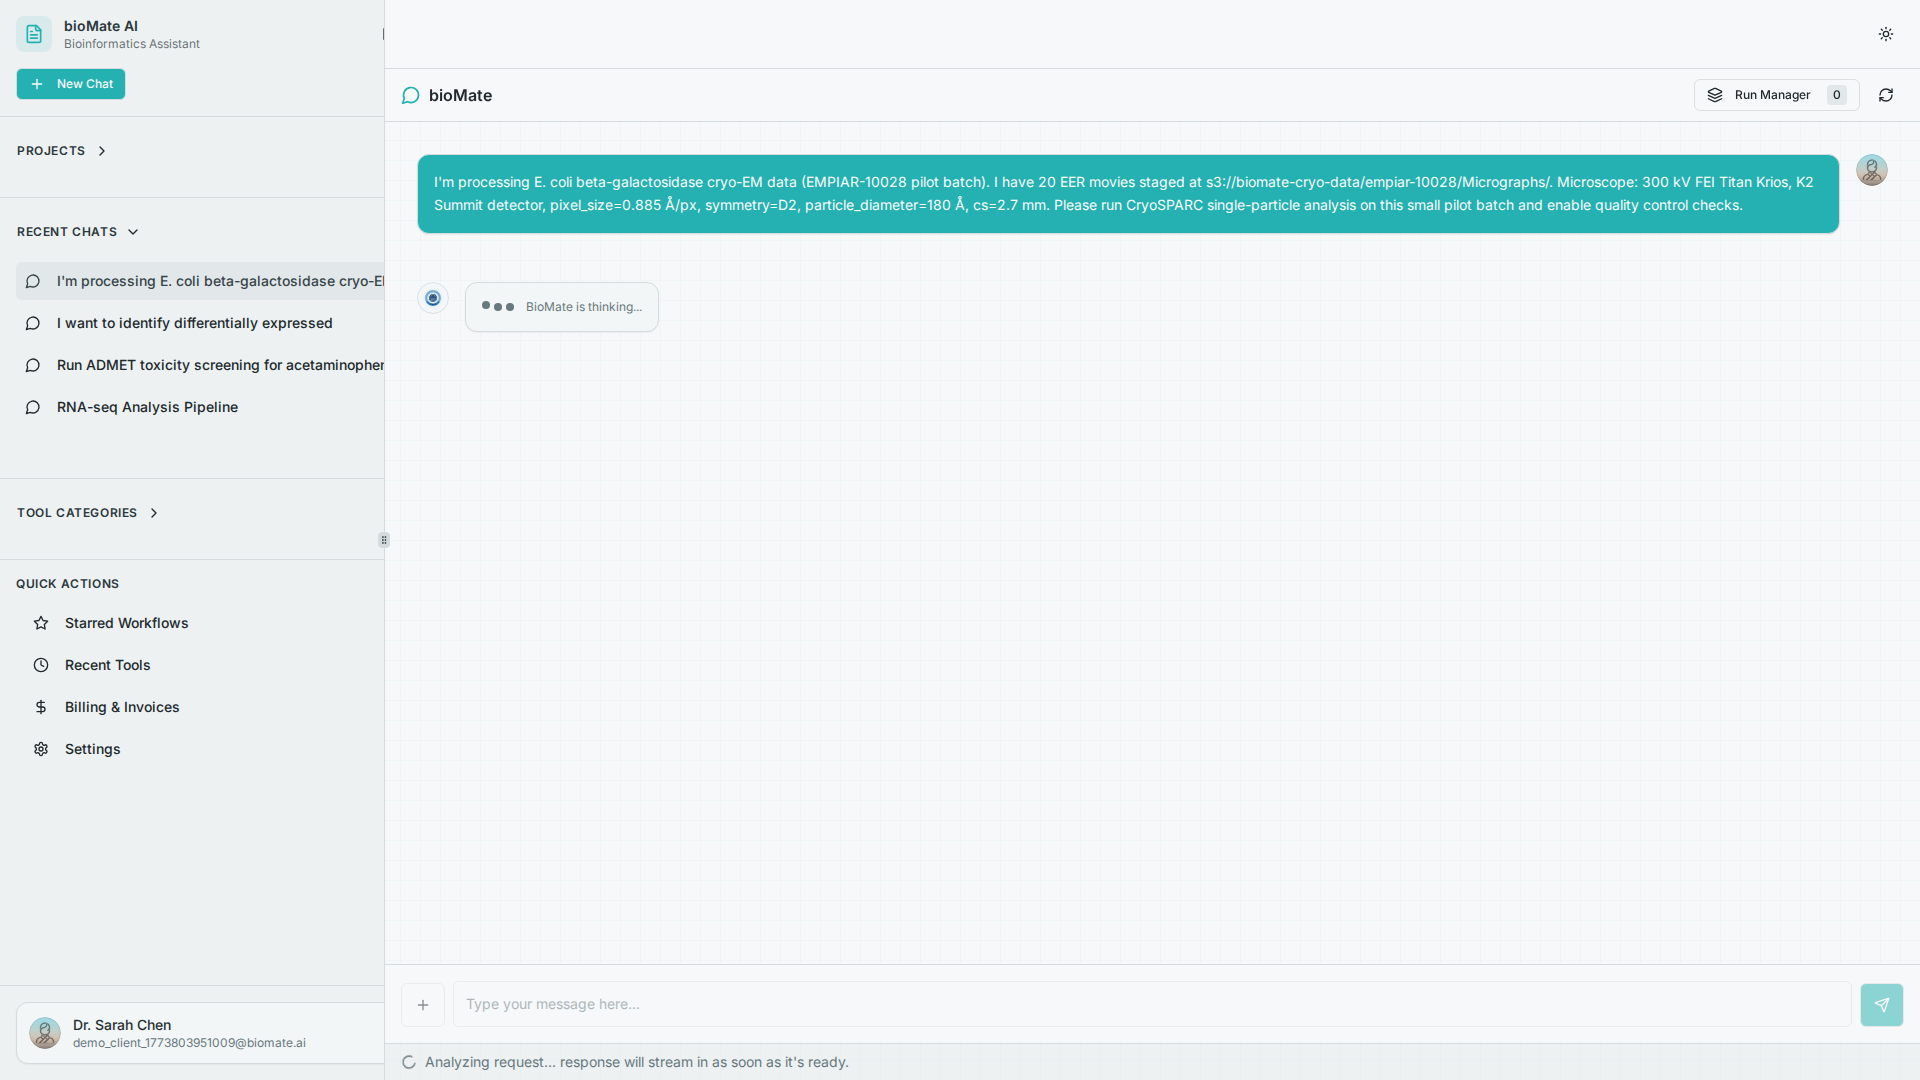 bioMate AI
Bioinformatics Assistant
New Chat
PROJECTS
RECENT CHATS
I'm processing E. coli beta-galactosidase cryo-E
I want to identify differentially expressed
Run ADMET toxicity screening for acetaminophe
RNA-seq Analysis Pipeline
TOOL CATEGORIES
QUICK ACTIONS
Starred Workflows
Recent Tools
Billing & Invoices
Settings
Dr. Sarah Chen
demo_client_1773803951009@biomate.ai
bioMate
Run Manager 0
I'm processing E. coli beta-galactosidase cryo-EM data (EMPIAR-10028 pilot batch). I have 20 EER movies staged at s3://biomate-cryo-data/empiar-10028/Micrographs/. Microscope: 300 kV FEI Titan Krios, K2
Summit detector, pixel_size=0.885 Å/px, symmetry=D2, particle_diameter=180 Å, cs=2.7 mm. Please run CryoSPARC single-particle analysis on this small pilot batch and enable quality control checks.
BioMate is thinking...
Type your message here...
Analyzing request... response will stream in as soon as it's ready.